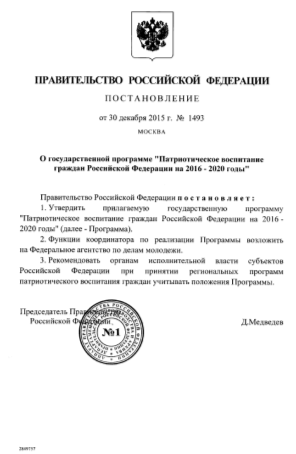 ПРАВИТЕЛЬСТВО РОССИЙСКОЙ ФЕДЕРАЦИИ
ПОСТАНОВЛЕНИЕ
от 30 декабря 2015 г. № 1493
МОСКВА
О государственной программе "Патриотическое воспитание
граждан Российской Федерации на 2016 - 2020 годы"
Правительство Российской Федерации постановляет:
1. Утвердить прилагаемую государственную программу
"Патриотическое воспитание граждан Российской Федерации на 2016 -
2020 годы" (далее - Программа).
2. Функции координатора по реализации Программы возложить
на Федеральное агентство по делам молодежи.
3. Рекомендовать органам исполнительной власти субъектов
Российской Федерации при принятии региональных программ
патриотического воспитания граждан учитывать положения Программы.
Председатель
Российской Федерации
Д.Медведев
№1